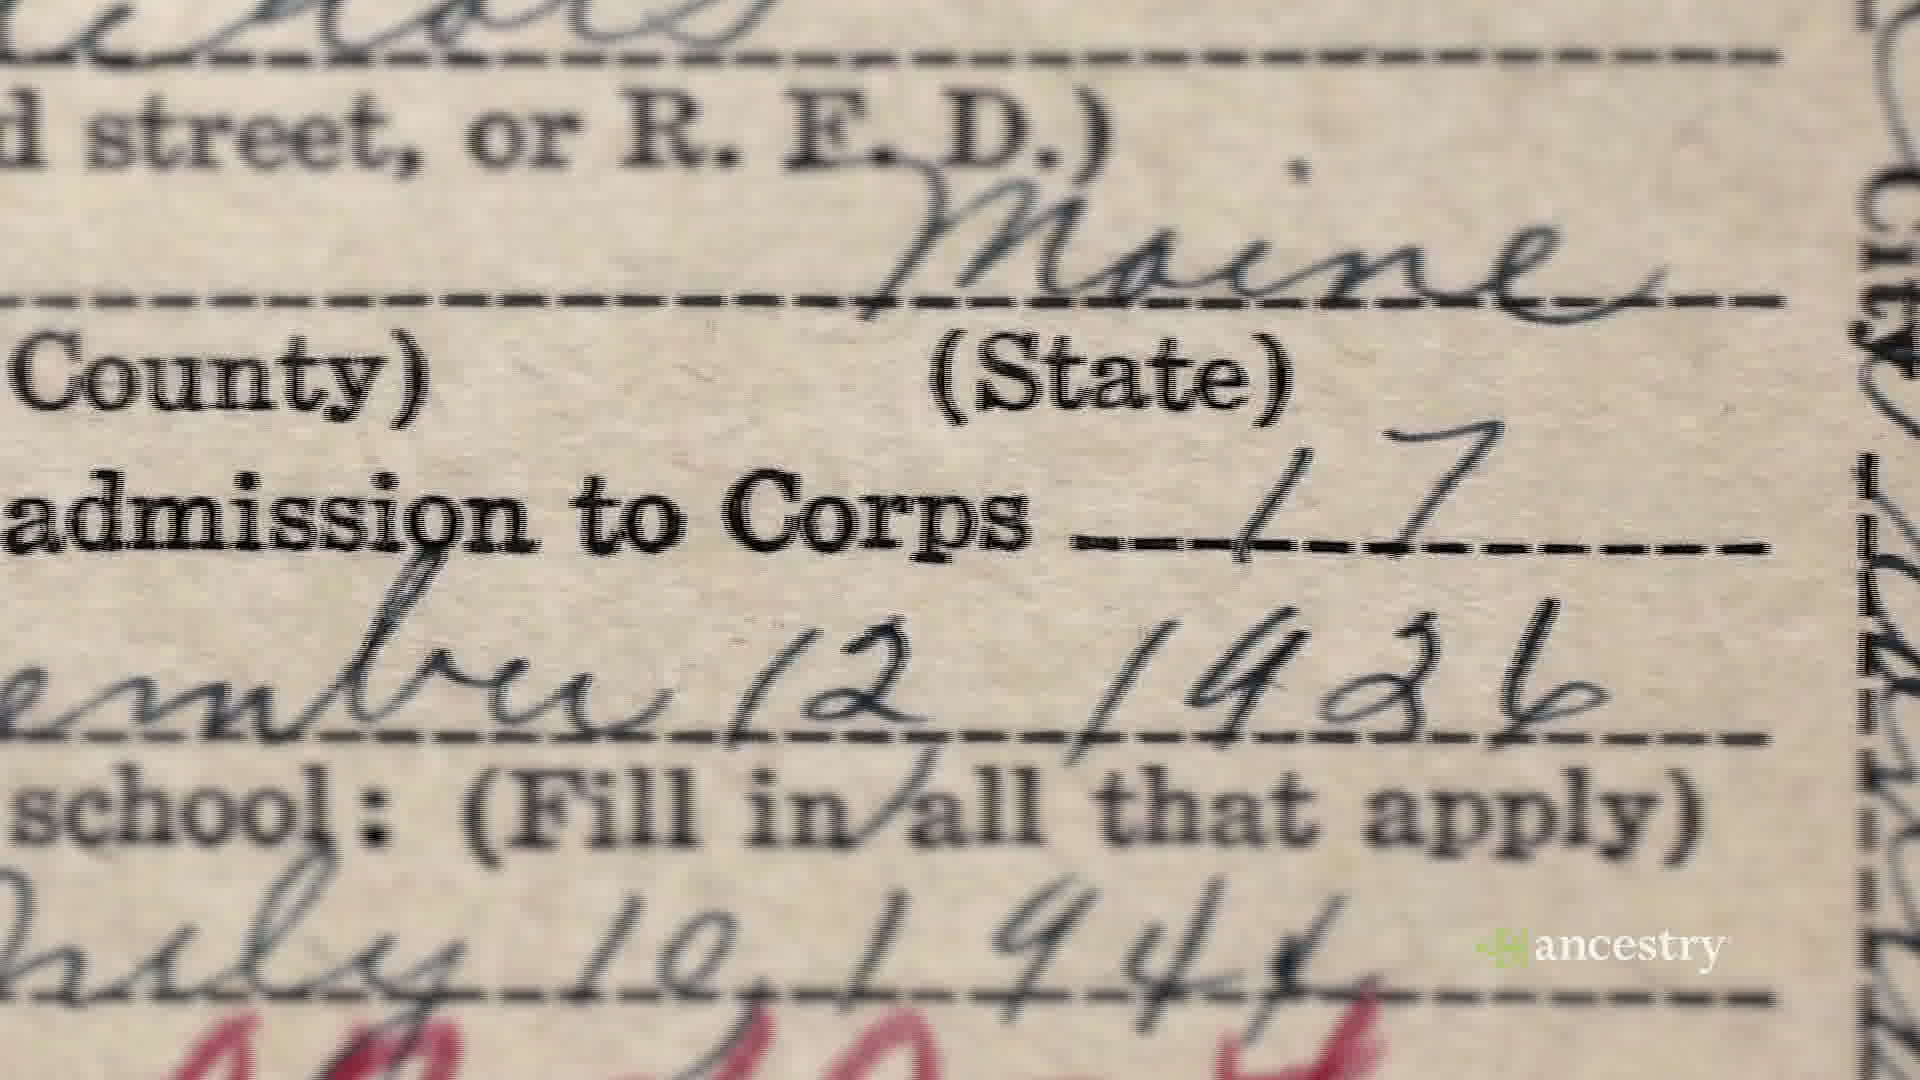 d street, or R. F. D.)
Maine
County) (State)
admission to Corps 17
ember 12 1926
school: (Fill in all that apply)
July 10, 1944
ancestry
City